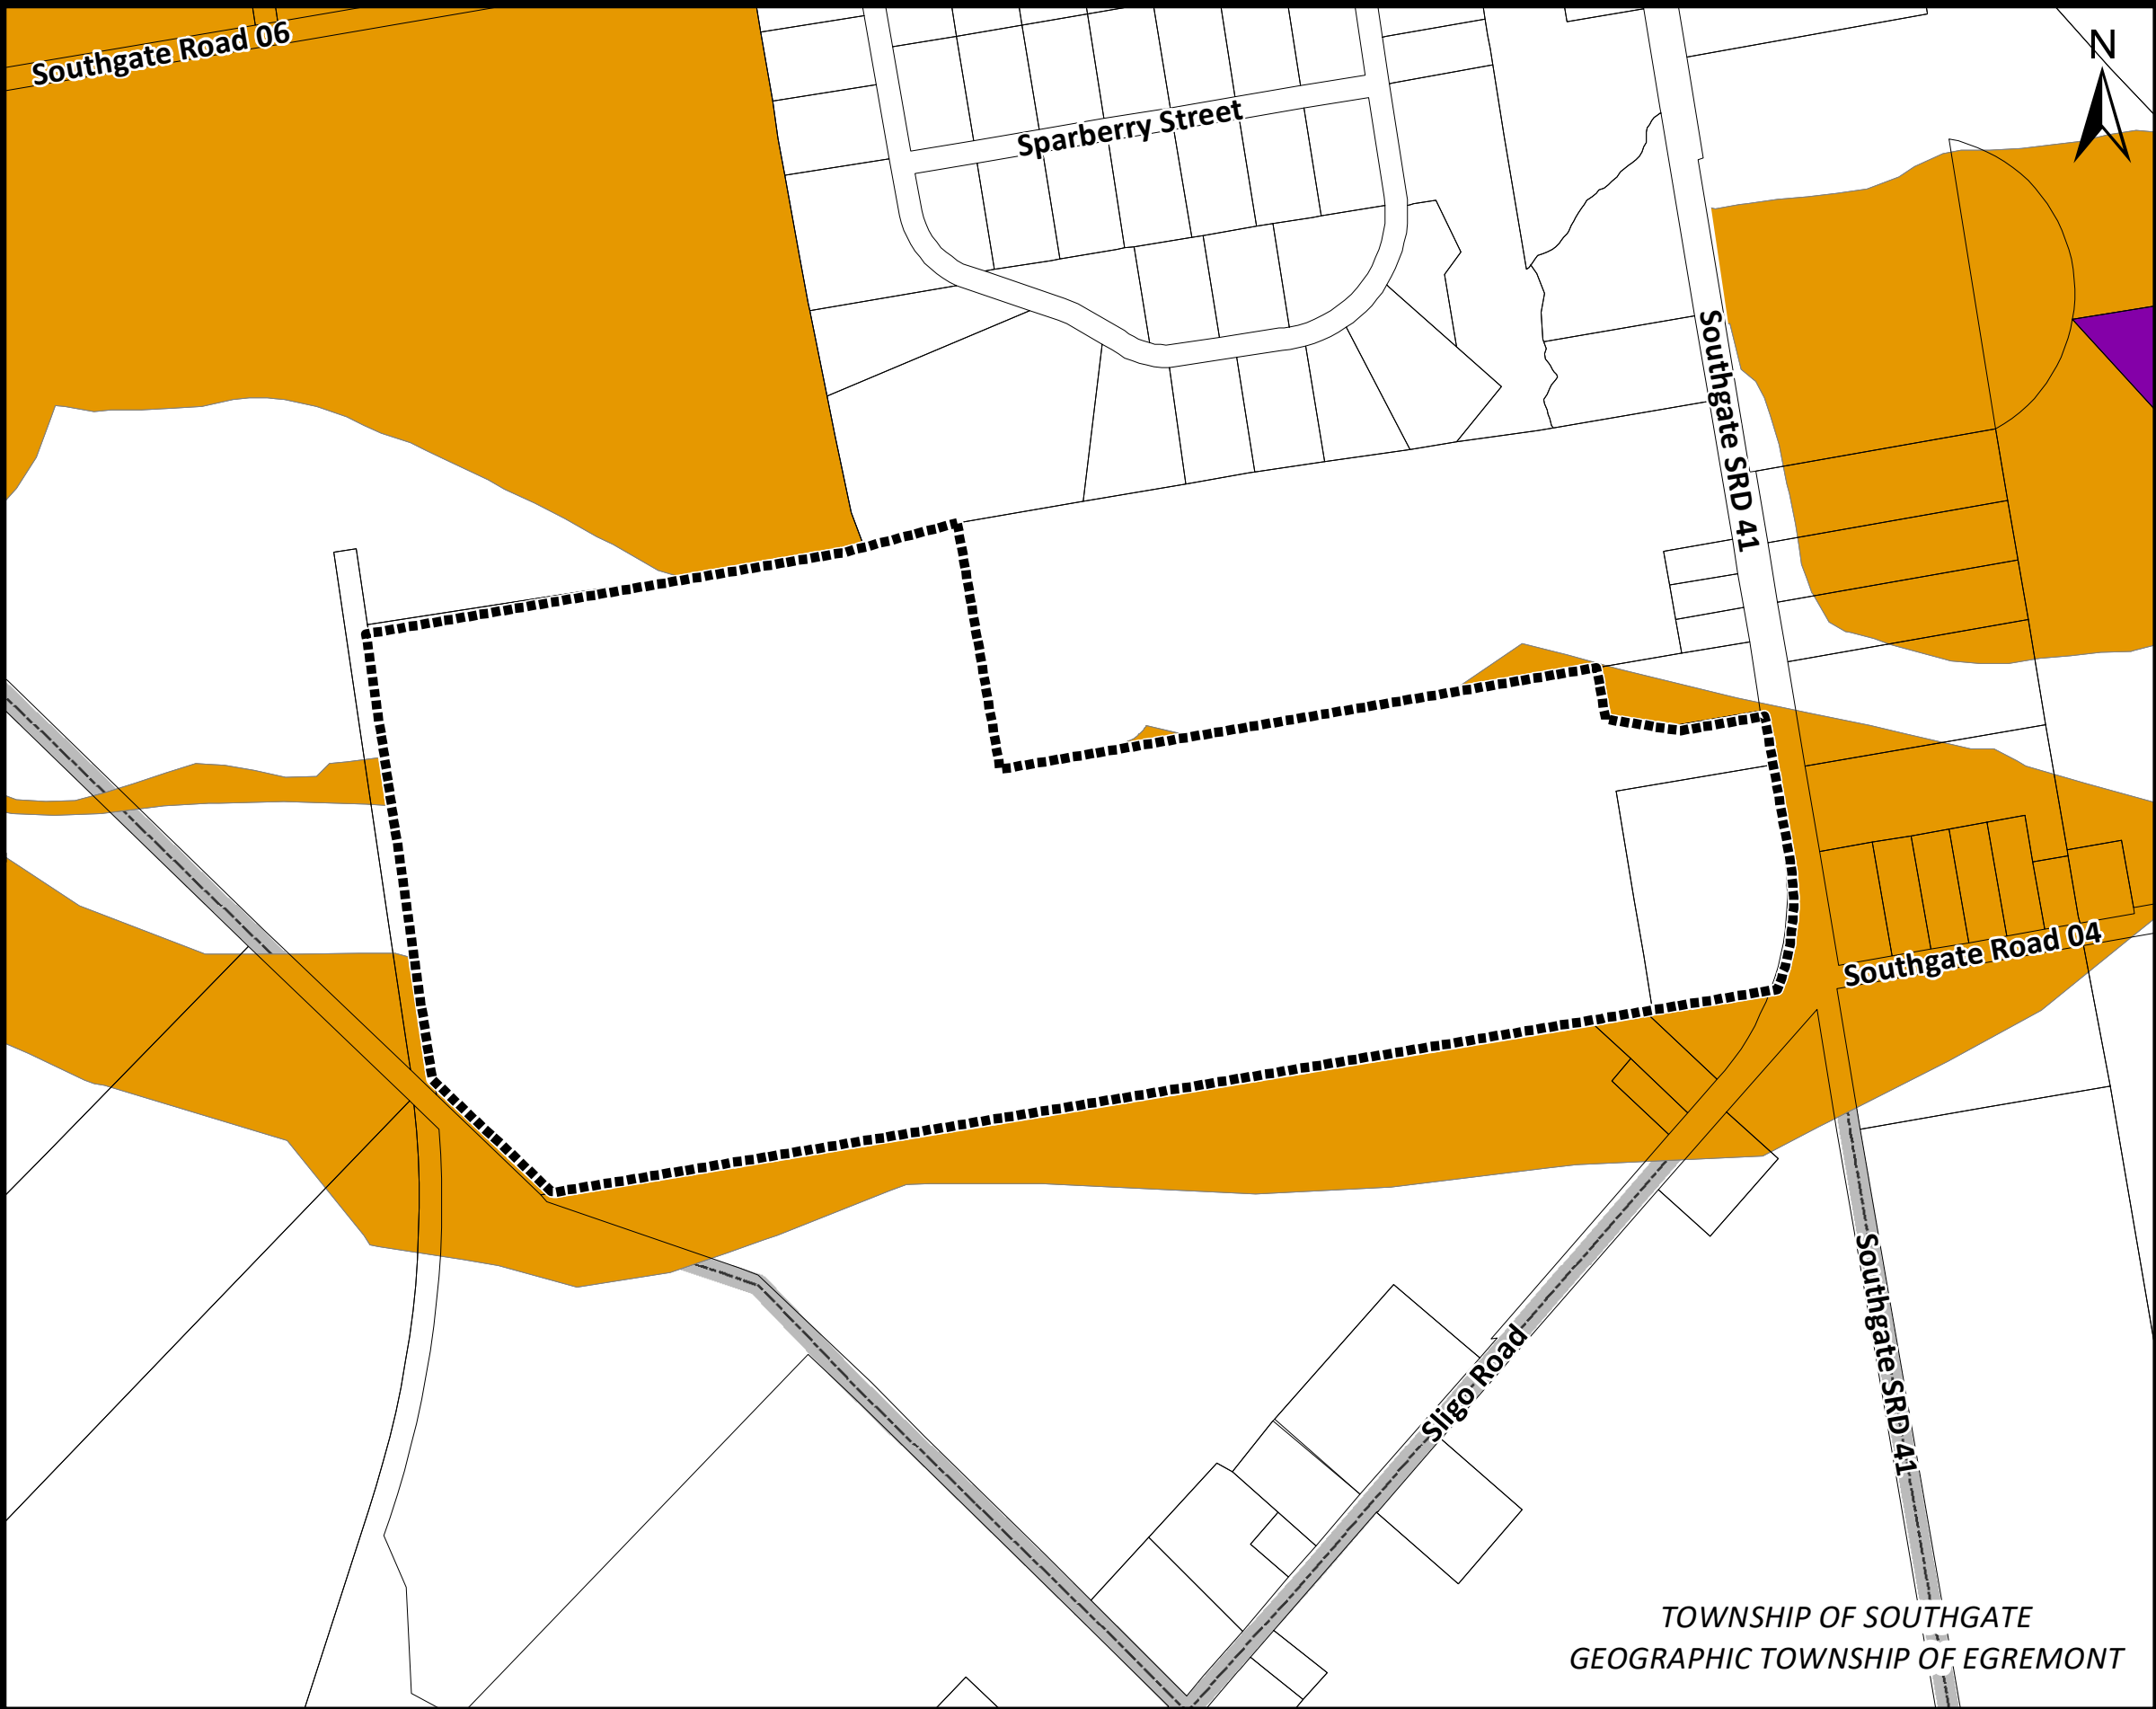 Southgate Road 06
N
Sparberry Street
Southgate SRD 41
Southgate Road 04
Southgate SRD 41
Sligo Road
TOWNSHIP OF SOUTHGATE
GEOGRAPHIC TOWNSHIP OF EGREMONT